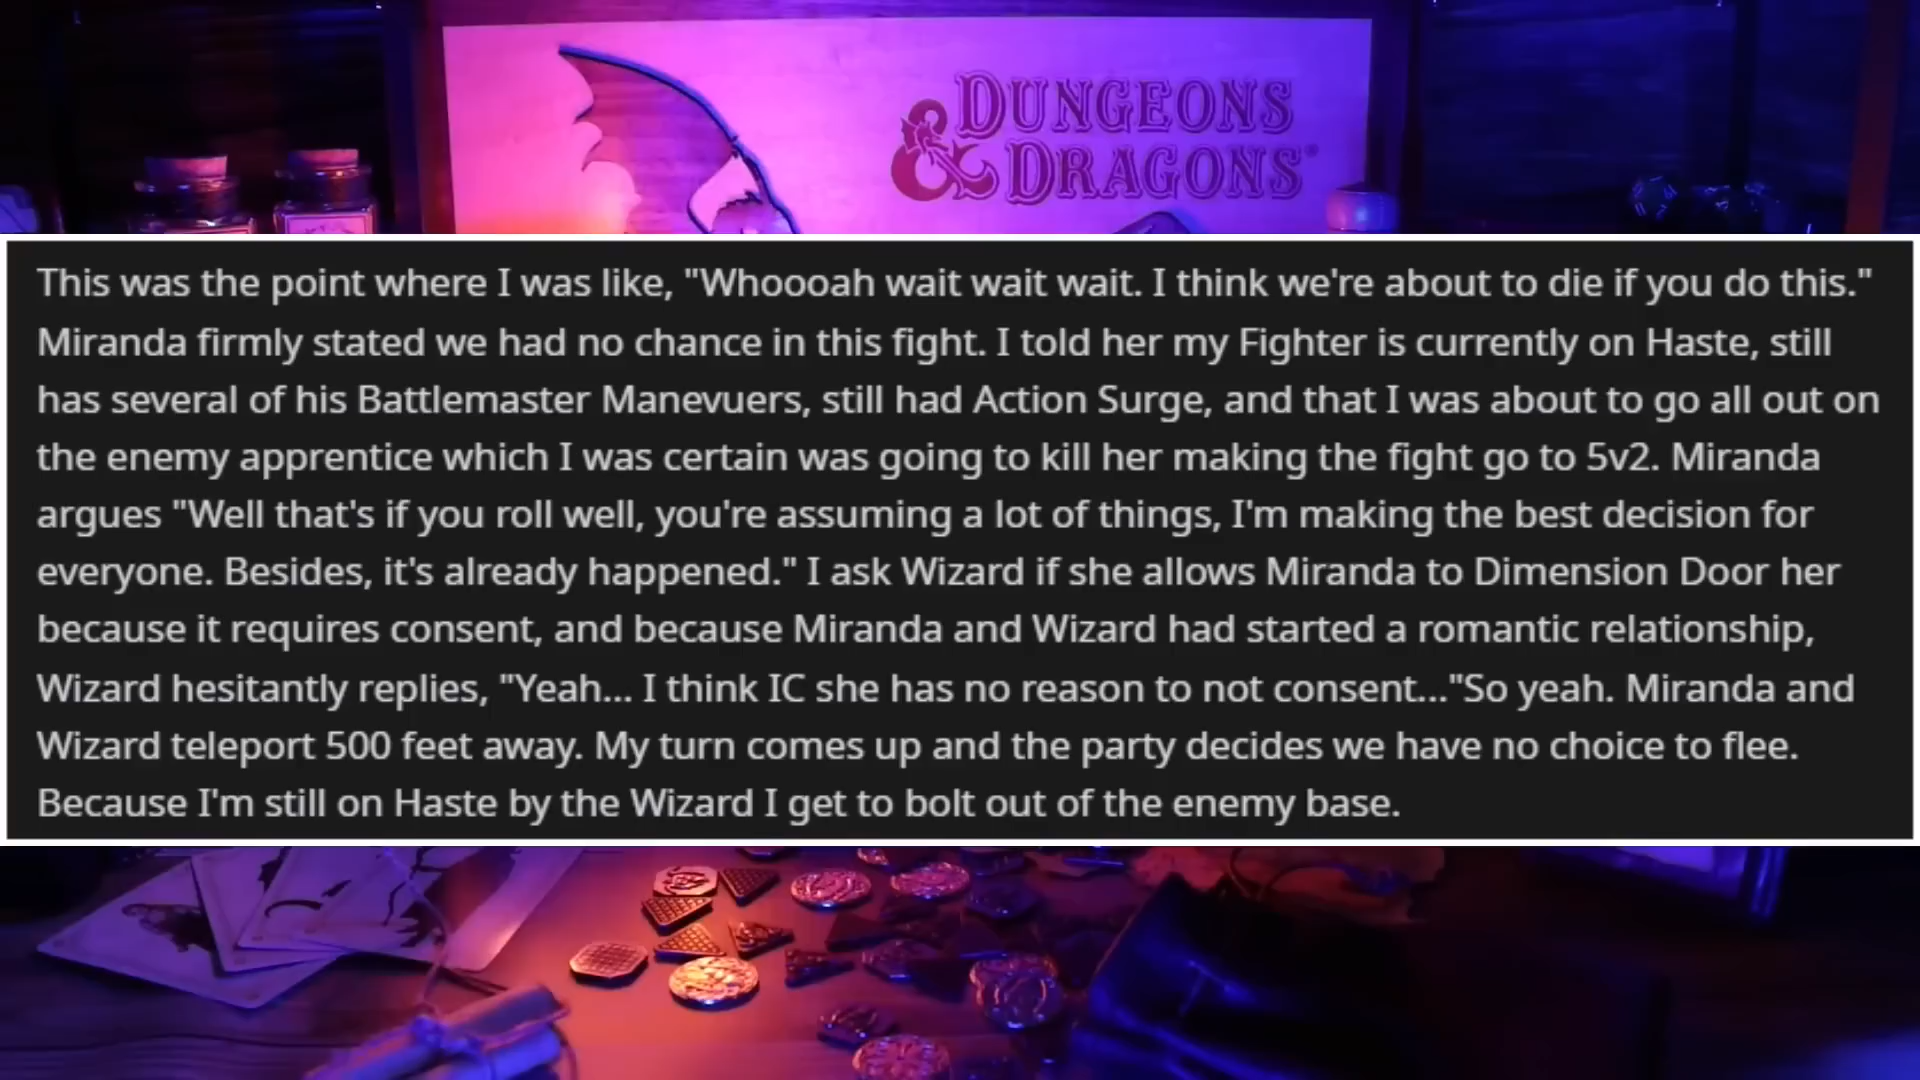 DUNGEONS
& DRAGONS®
This was the point where I was like, "Whoooah wait wait wait. I think we're about to die if you do this."
Miranda firmly stated we had no chance in this fight. I told her my Fighter is currently on Haste, still
has several of his Battlemaster Manevuers, still had Action Surge, and that I was about to go all out on
the enemy apprentice which I was certain was going to kill her making the fight go to 5v2. Miranda
argues "Well that's if you roll well, you're assuming a lot of things, I'm making the best decision for
everyone. Besides, it's already happened." I ask Wizard if she allows Miranda to Dimension Door her
because it requires consent, and because Miranda and Wizard had started a romantic relationship,
Wizard hesitantly replies, "Yeah... I think IC she has no reason to not consent..."So yeah. Miranda and
Wizard teleport 500 feet away. My turn comes up and the party decides we have no choice to flee.
Because I'm still on Haste by the Wizard I get to bolt out of the enemy base.